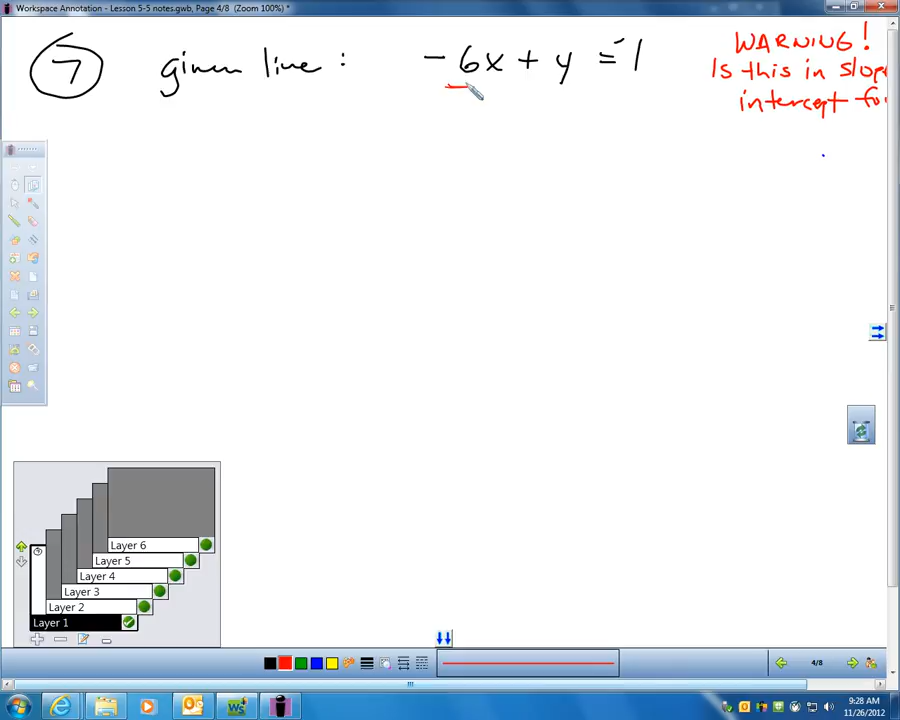 Workspace Annotation - Lesson 5-5 notes.gwb, Page 4/8 (Zoom 100%) *
7 given line : -6x + y = -1
WARNING!
Is this in slop
intercept fo
Layer 6
Layer 5
Layer 4
Layer 3
Layer 2
Layer 1
4/8
9:28 AM
11/26/2012